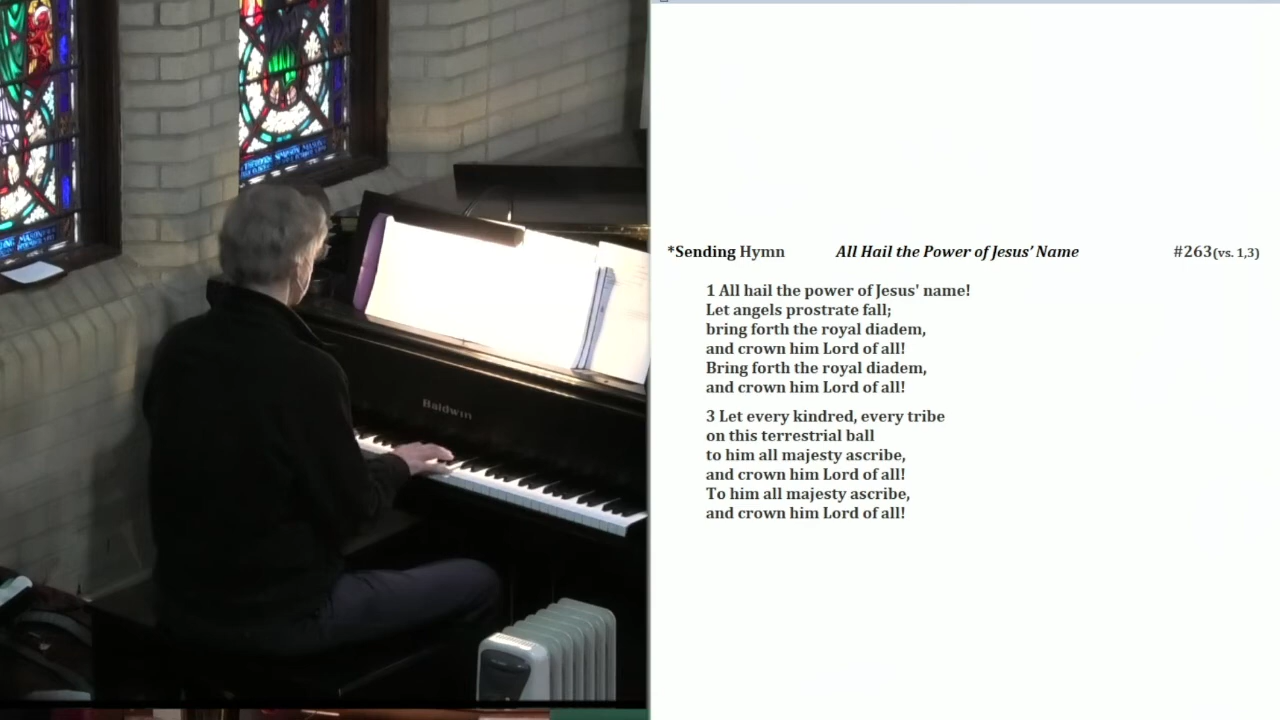 *Sending Hymn All Hail the Power of Jesus' Name #263(vs. 1,3)
1 All hail the power of Jesus' name!
Let angels prostrate fall;
bring forth the royal diadem,
and crown him Lord of all!
Bring forth the royal diadem,
and crown him Lord of all!
3 Let every kindred, every tribe
on this terrestrial ball
to him all majesty ascribe,
and crown him Lord of all!
To him all majesty ascribe,
and crown him Lord of all!
Baldwin